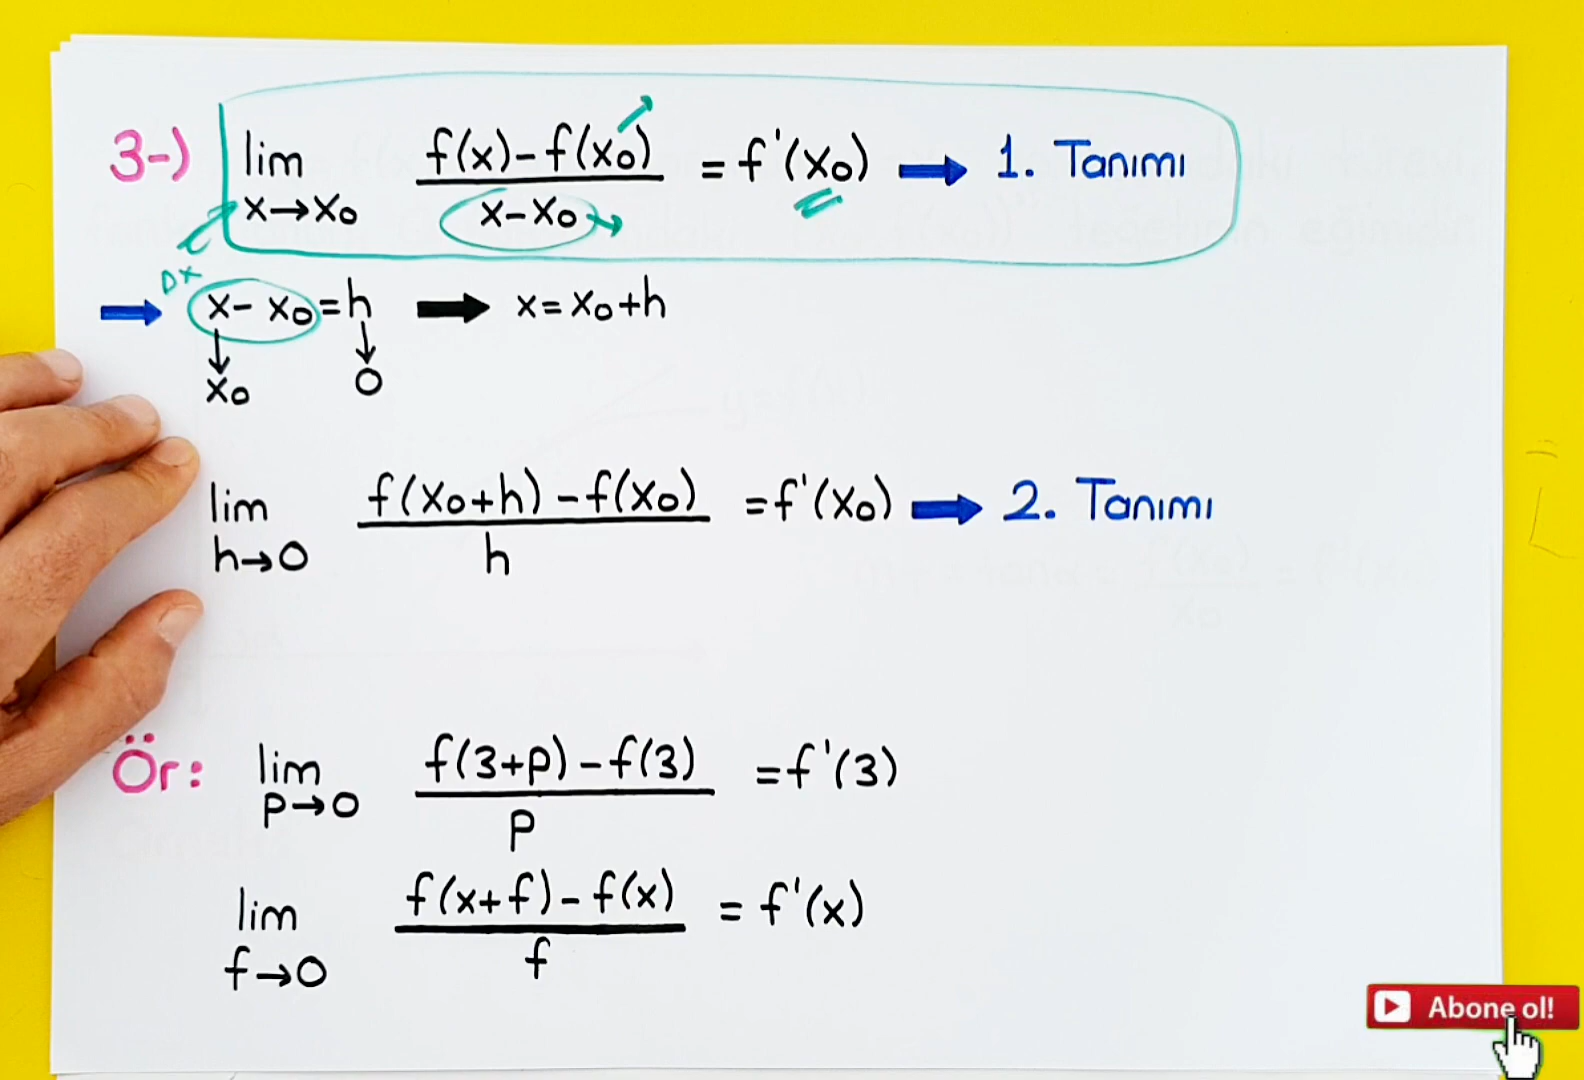 3-) lim x→x₀ f(x)-f(x₀) / x-x₀ = f'(x₀) → 1. Tanımı
Dx
→ x-x₀=h → x=x₀+h
↓ ↓
x₀ 0
lim h→0 f(x₀+h)-f(x₀) / h =f'(x₀) → 2. Tanımı
Ör: lim p→0 f(3+p)-f(3) / p =f'(3)
lim f→0 f(x+f)-f(x) / f = f'(x)
Abone ol!